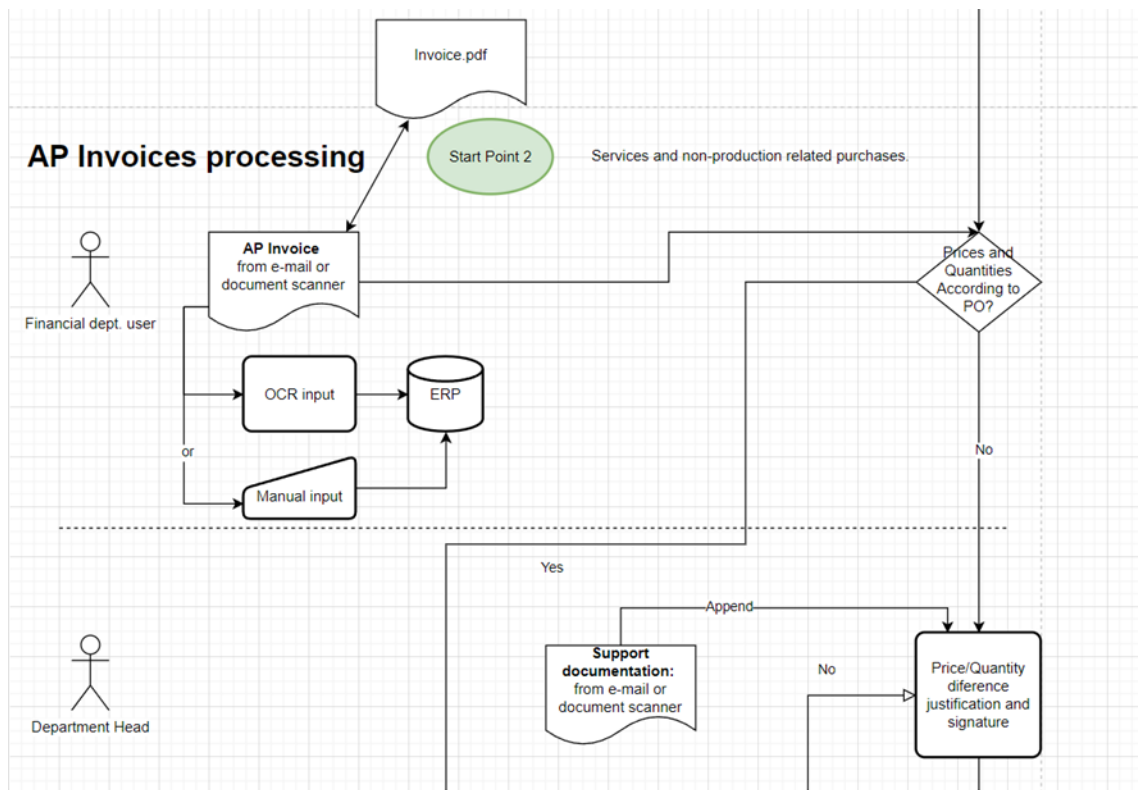 Invoice.pdf
AP Invoices processing
Start Point 2
Services and non-production related purchases.
AP Invoice
from e-mail or
document scanner
Financial dept. user
Prices and
Quantities
According to
PO?
OCR input
ERP
or
No
Manual input
Yes
Append
Support
documentation:
from e-mail or
document scanner
No
Price/Quantity
diference
justification and
signature
Department Head